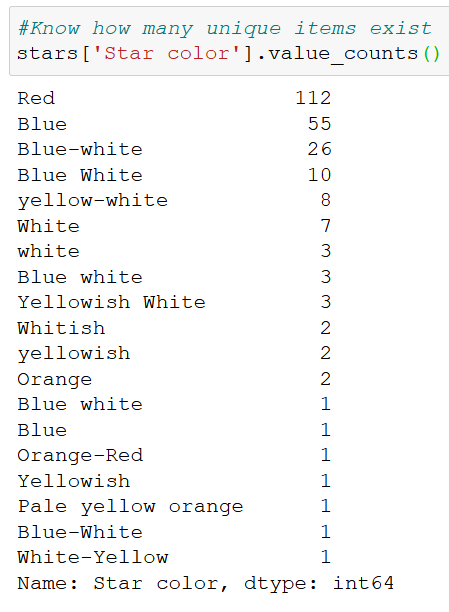 #Know how many unique items exist
stars['Star color'].value_counts()
Red 112
Blue 55
Blue-white 26
Blue White 10
yellow-white 8
White 7
white 3
Blue white 3
Yellowish White 3
Whitish 2
yellowish 2
Orange 2
Blue white 1
Blue 1
Orange-Red 1
Yellowish 1
Pale yellow orange 1
Blue-White 1
White-Yellow 1
Name: Star color, dtype: int64